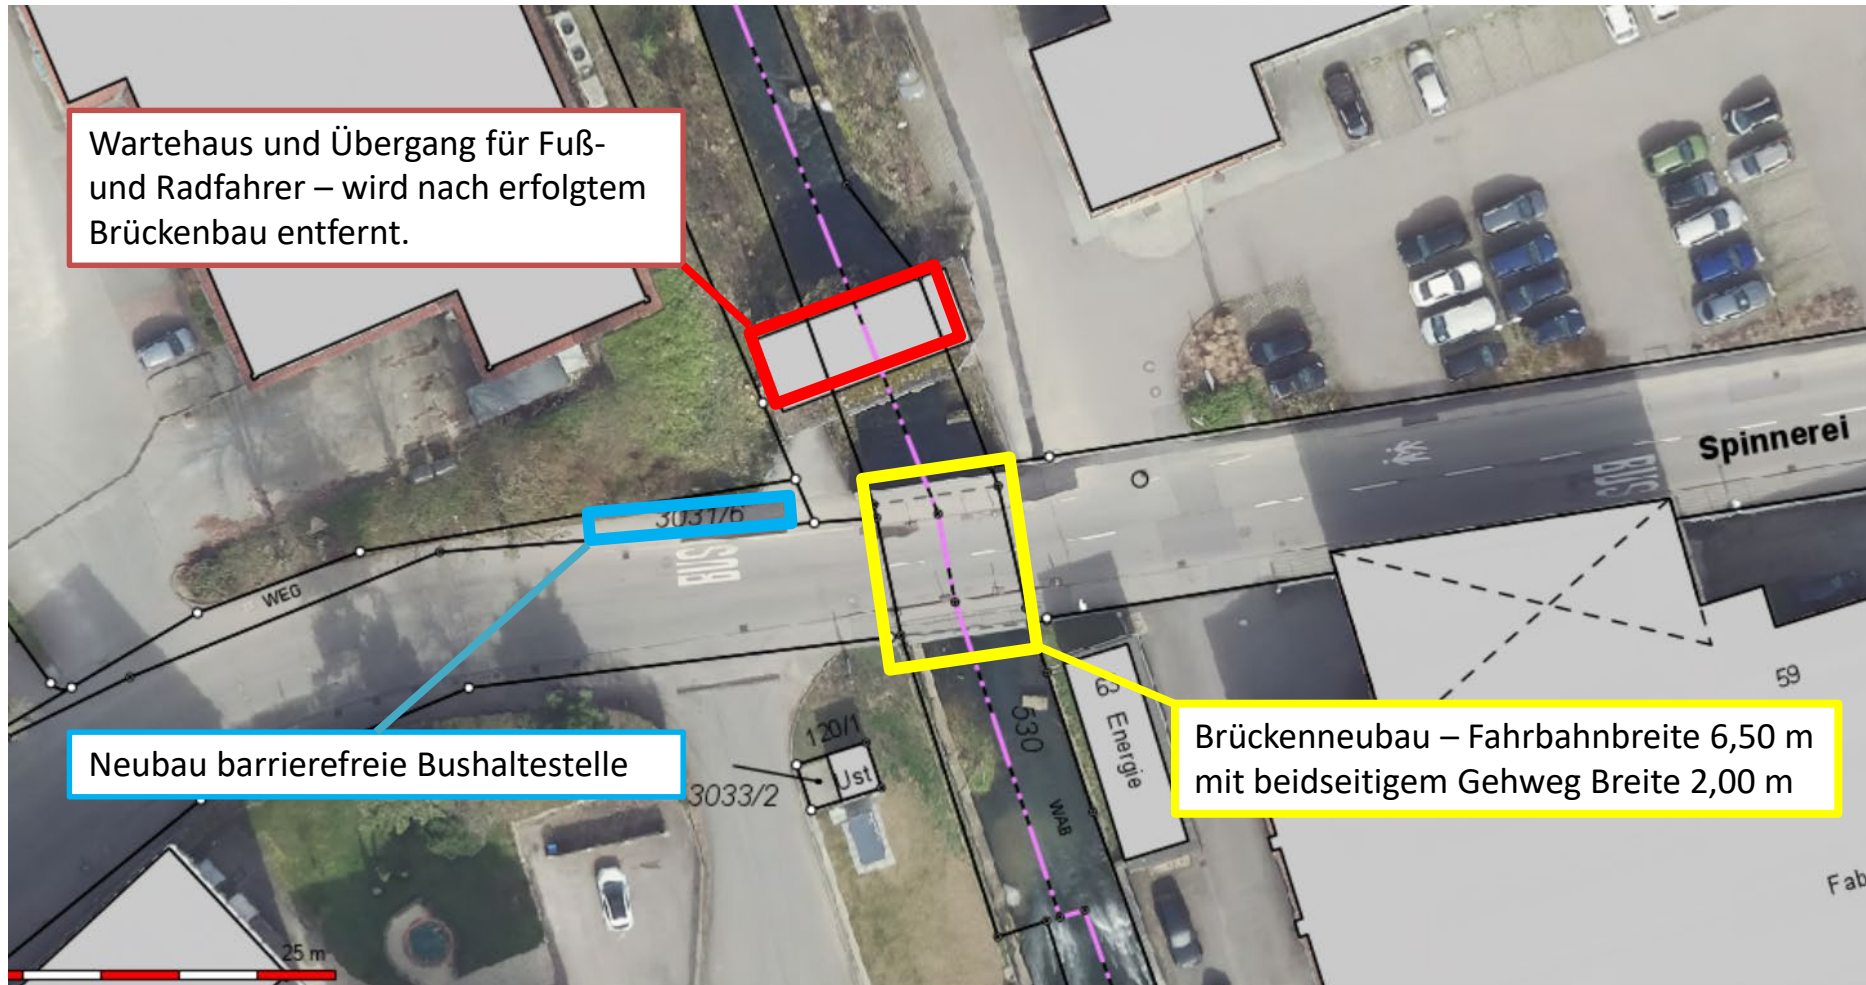 Wartehaus und Übergang für Fuß-
und Radfahrer – wird nach erfolgtem
Brückenbau entfernt.
Spinnerei
BUS
3031/6
BUS
WEG
59
63 Energie
530
Brückenneubau – Fahrbahnbreite 6,50 m
mit beidseitigem Gehweg Breite 2,00 m
Neubau barrierefreie Bushaltestelle
120/1
Ust
3033/2
WAB
Fab
25 m